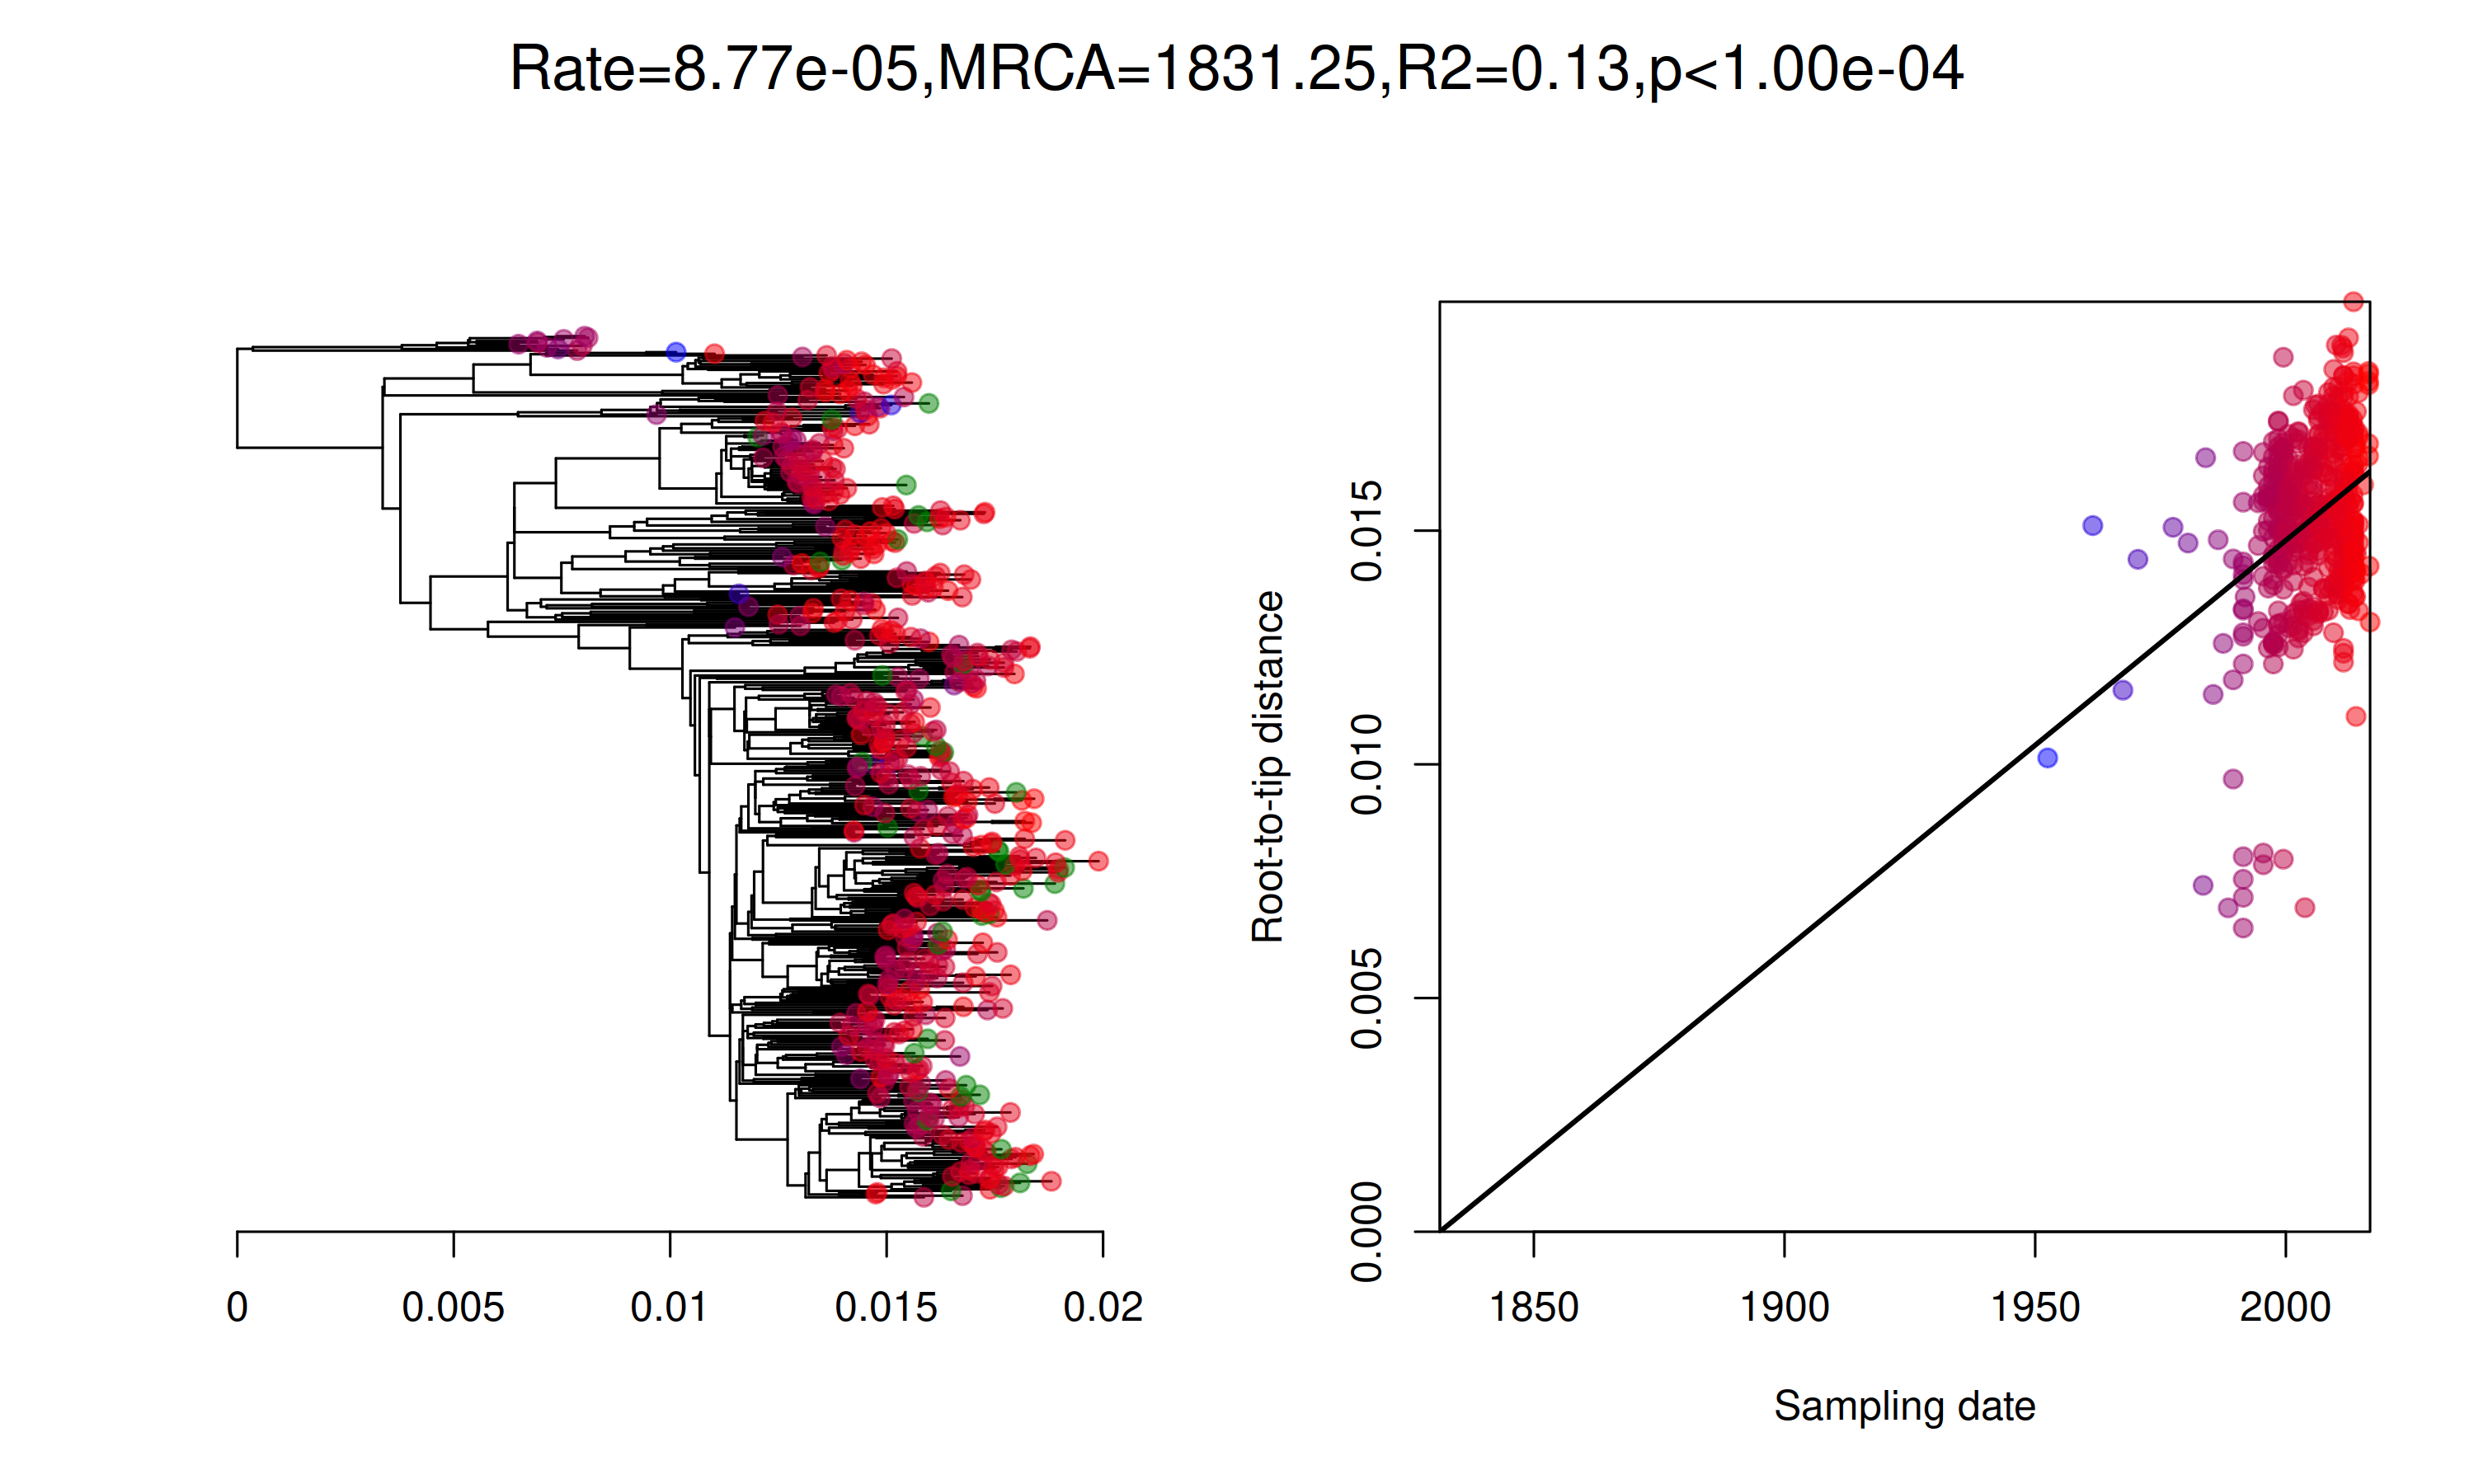 Rate=8.77e-05,MRCA=1831.25,R2=0.13,p<1.00e-04
0 0.005 0.01 0.015 0.02
Root-to-tip distance
0.000 0.005 0.010 0.015
1850 1900 1950 2000
Sampling date